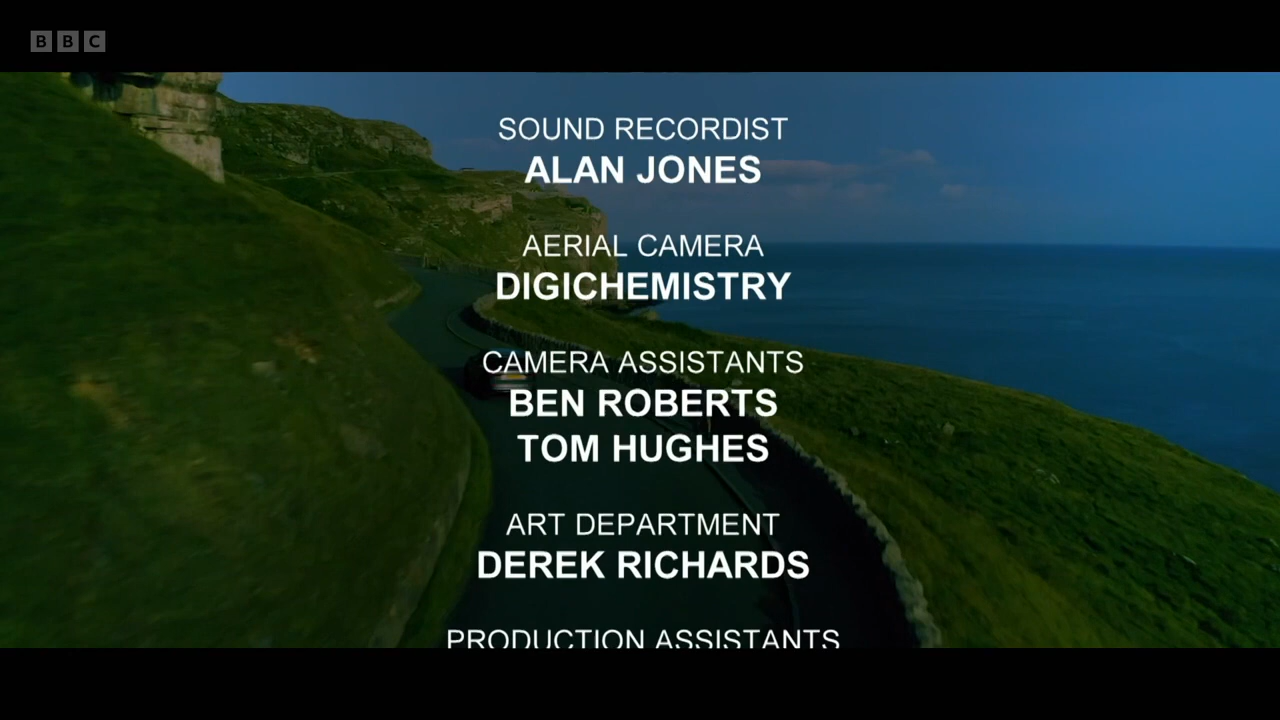 BBC
SOUND RECORDIST
ALAN JONES
AERIAL CAMERA
DIGICHEMISTRY
CAMERA ASSISTANTS
BEN ROBERTS
TOM HUGHES
ART DEPARTMENT
DEREK RICHARDS
PRODUCTION ASSISTANTS